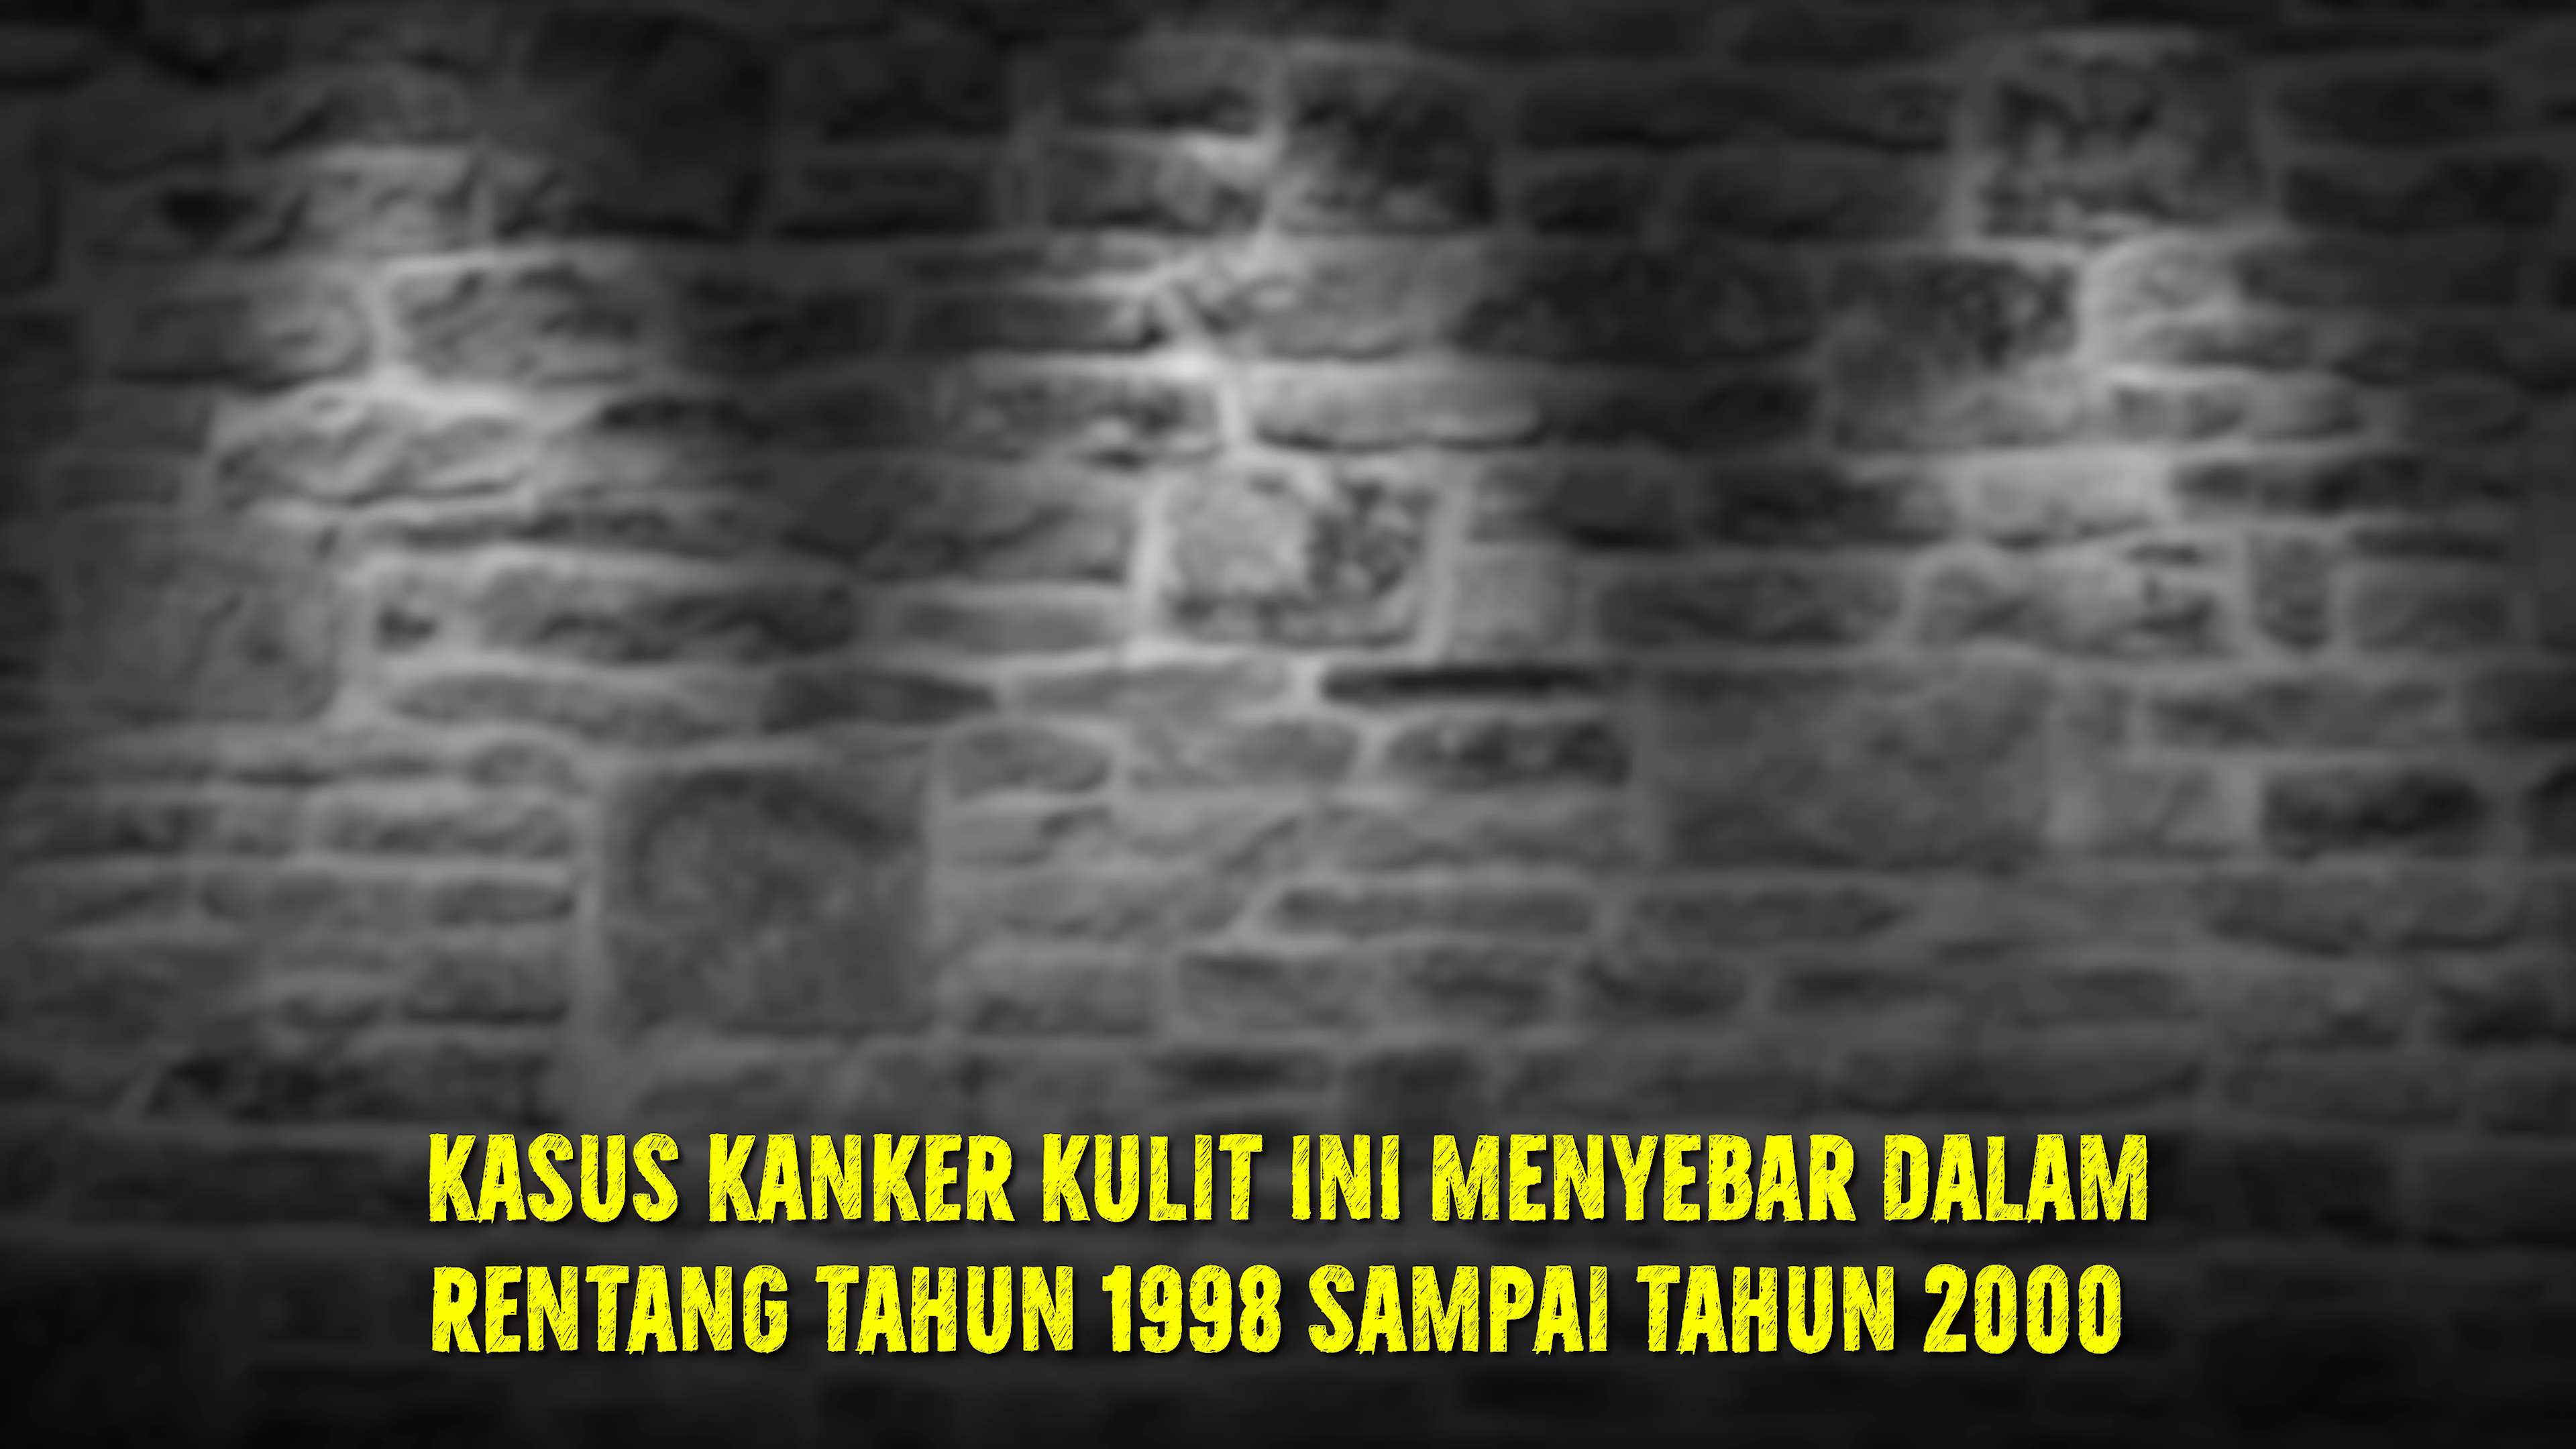 KASUS KANKER KULIT INI MENYEBAR DALAM
RENTANG TAHUN 1998 SAMPAI TAHUN 2000